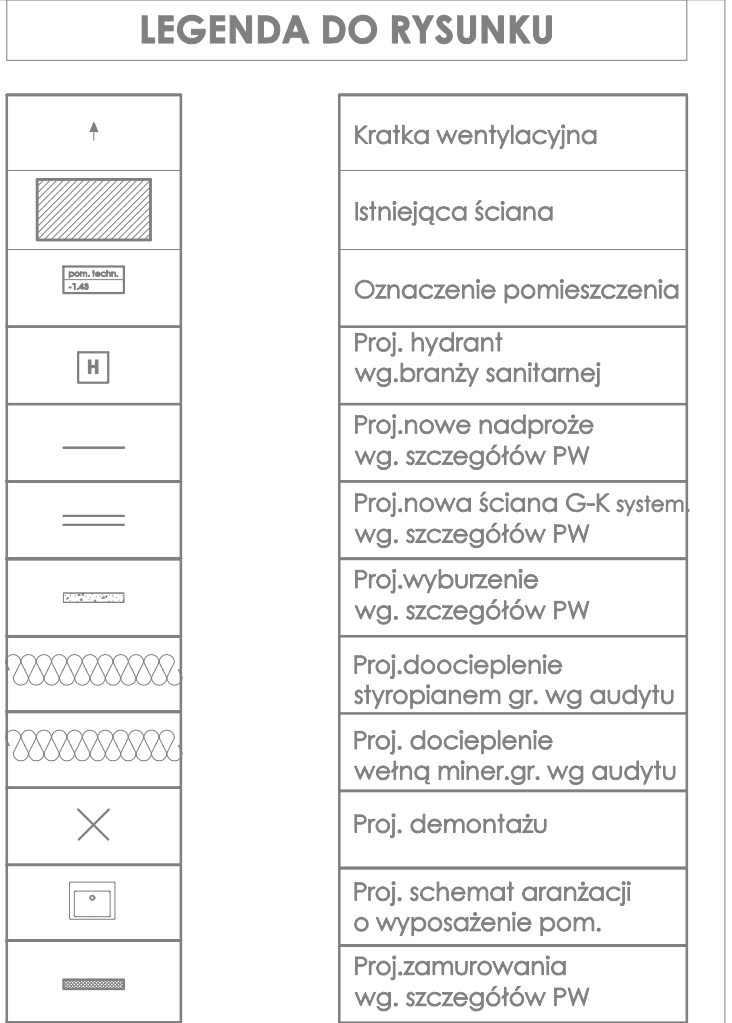 LEGENDA DO RYSUNKU
Kratka wentylacyjna
Istniejąca ściana
pom. techn.
-1.43
Oznaczenie pomieszczenia
H
Proj. hydrant
wg.branży sanitarnej
Proj.nowe nadproże
wg. szczegółów PW
Proj.nowa ściana G-K system.
wg. szczegółów PW
Proj.wyburzenie
wg. szczegółów PW
Proj.doocieplenie
styropianem gr. wg audytu
Proj. docieplenie
wełną miner.gr. wg audytu
Proj. demontażu
Proj. schemat aranżacji
o wyposażenie pom.
Proj.zamurowania
wg. szczegółów PW